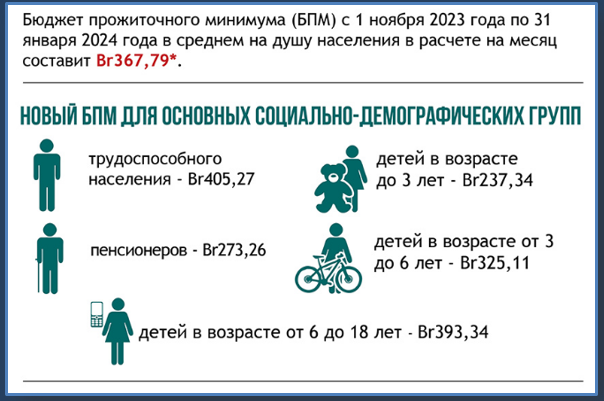 Бюджет прожиточного минимума (БПМ) с 1 ноября 2023 года по 31
января 2024 года в среднем на душу населения в расчете на месяц
составит Br367,79*.
НОВЫЙ БПМ ДЛЯ ОСНОВНЫХ СОЦИАЛЬНО-ДЕМОГРАФИЧЕСКИХ ГРУПП
трудоспособного
населения - Br405,27
детей в возрасте
до 3 лет - Br237,34
пенсионеров - Br273,26
детей в возрасте от 3
до 6 лет - Br325,11
детей в возрасте от 6 до 18 лет - Br393,34